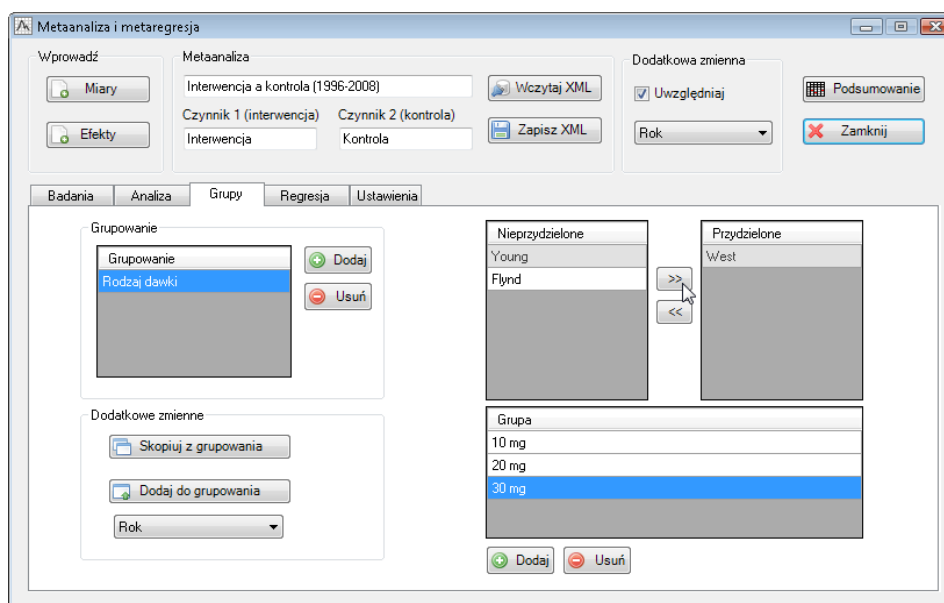 Metaanaliza i metaregresja
Wprowadź
Miary
Efekty
Metaanaliza
Interwencja a kontrola (1996-2008)
Czynnik 1 (interwencja) Czynnik 2 (kontrola)
Interwencja Kontrola
Wczytaj XML
Zapisz XML
Dodatkowa zmienna
Uwzględniaj
Rok
Podsumowanie
Zamknij
Badania Analiza Grupy Regresja Ustawienia
Grupowanie
Grupowanie
Rodzaj dawki
Dodaj
Usuń
Dodatkowe zmienne
Skopiuj z grupowania
Dodaj do grupowania
Rok
Nieprzydzielone
Young
Flynd
>>
<<
Przydzielone
West
Grupa
10 mg
20 mg
30 mg
Dodaj Usuń